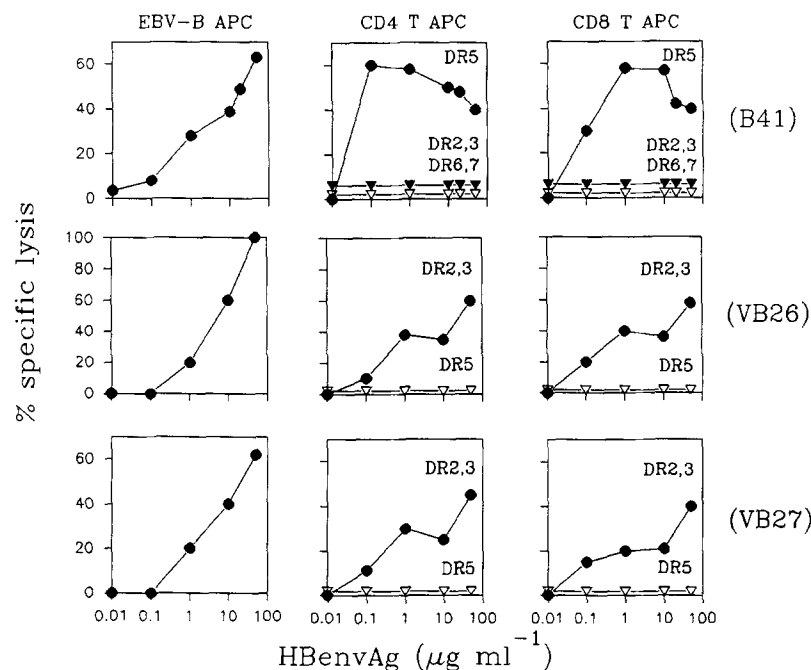 EBV-B APC CD4 T APC CD8 T APC
60 DR5 DR5
40
20 DR2,3 DR2,3
DR6,7 DR6,7
0
(B41)
100
80 DR2,3 DR2,3
60
40
20 DR5 DR5
0
(VB26)
60 DR2,3 DR2,3
40
20
DR5 DR5
0
(VB27)
0.01 0.1 1 10 100 0.01 0.1 1 10 100 0.01 0.1 1 10 100
% specific lysis
HBenvAg (μg ml⁻¹)